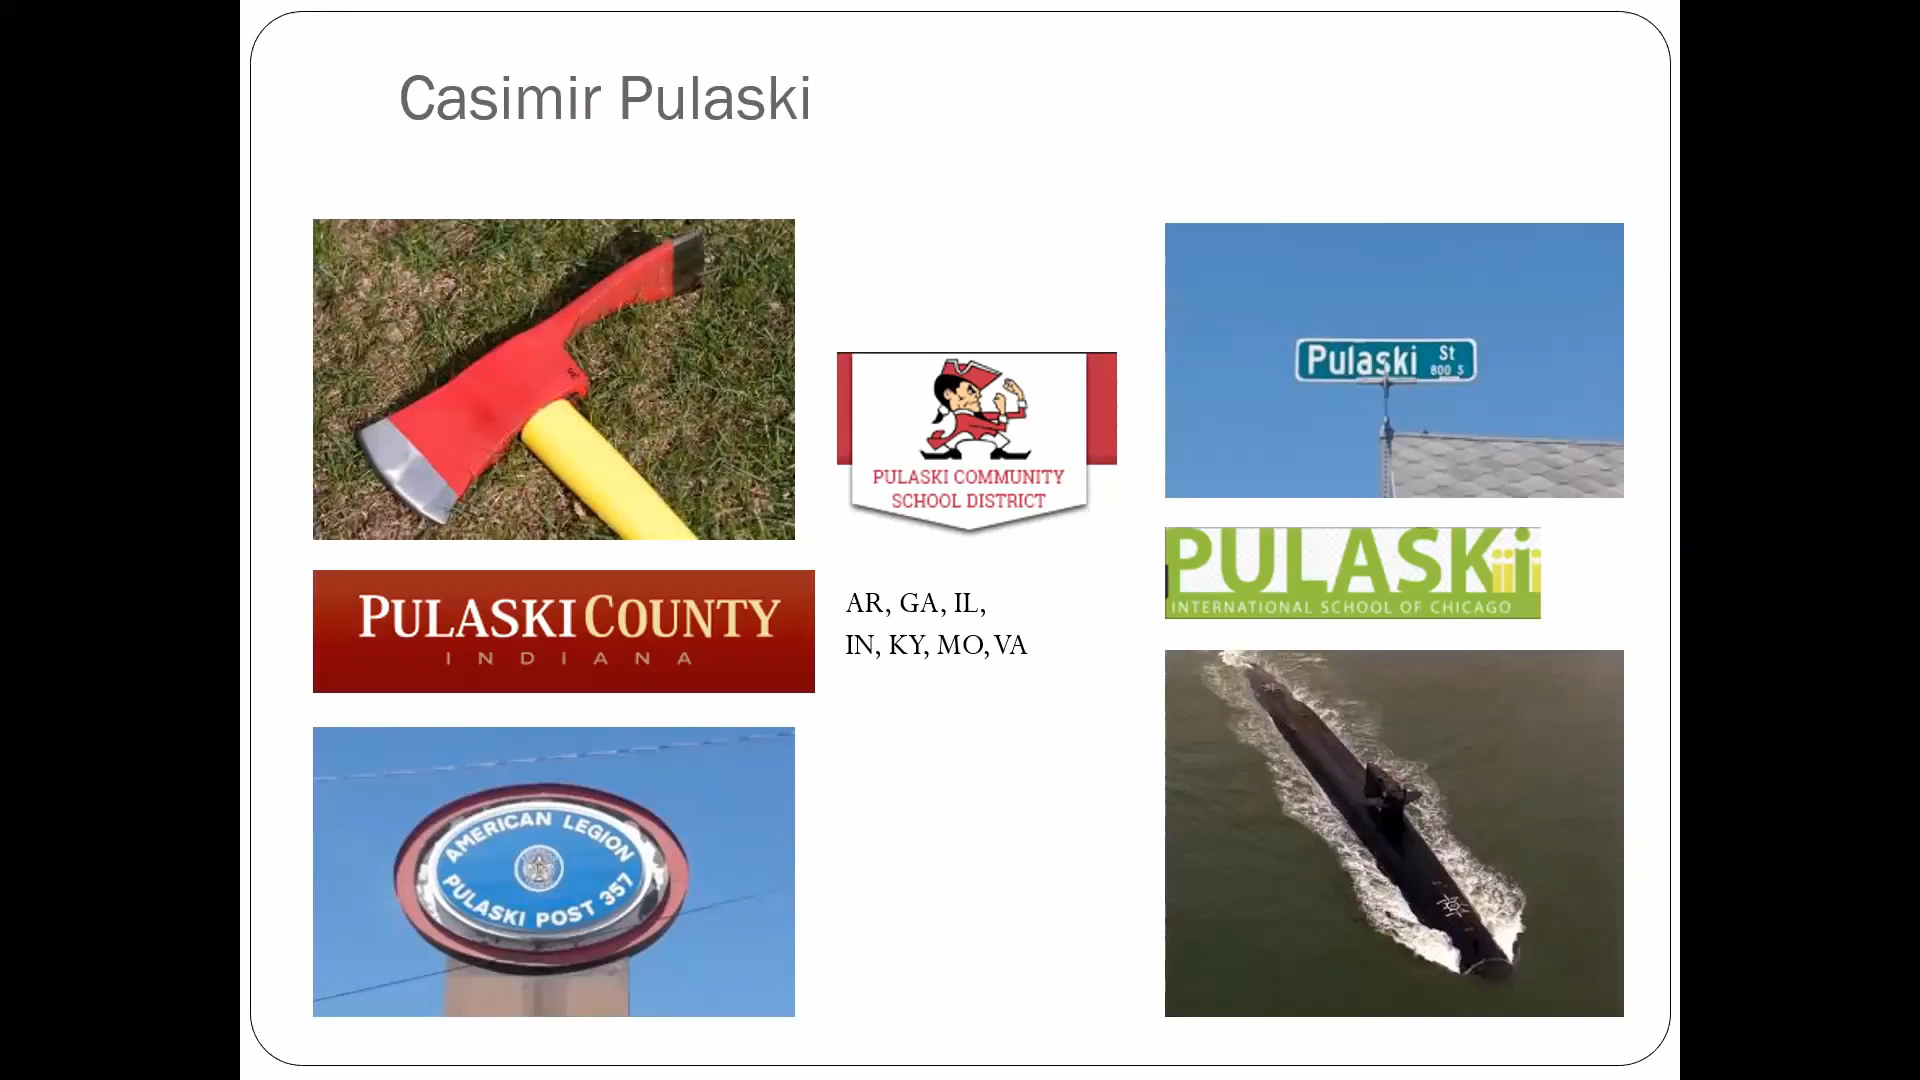 Casimir Pulaski
PULASKI COMMUNITY
SCHOOL DISTRICT
Pulaski St
800 S
PULASKi
INTERNATIONAL SCHOOL OF CHICAGO
PULASKI COUNTY
INDIANA
AR, GA, IL,
IN, KY, MO, VA
AMERICAN LEGION
PULASKI POST 357